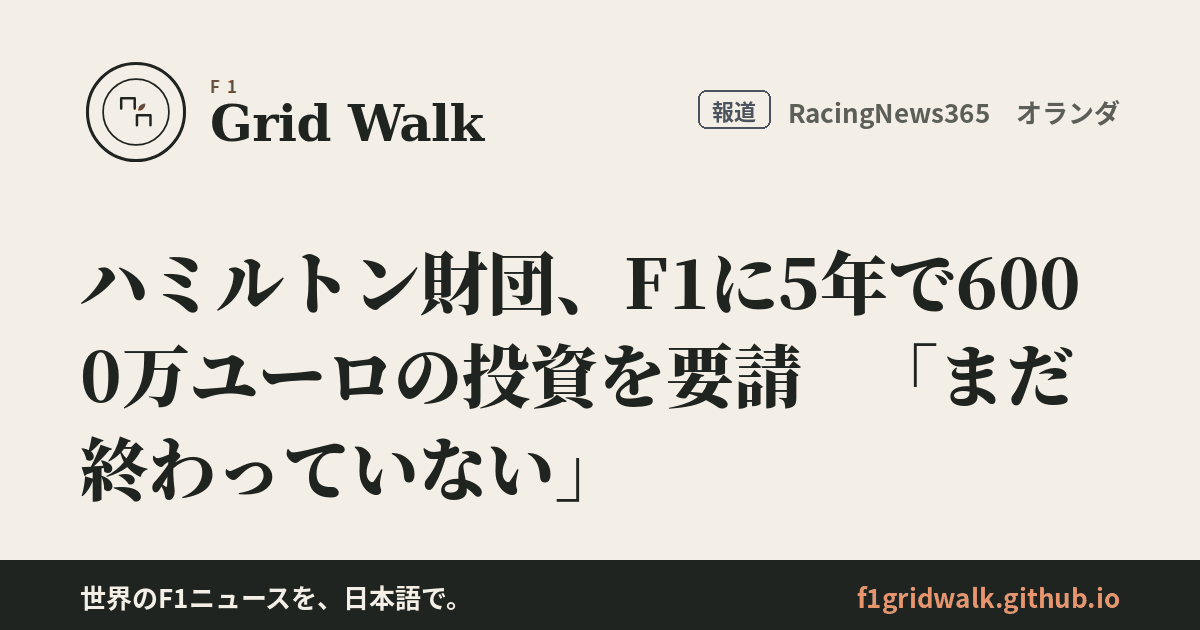 F1
Grid Walk
報道 RacingNews365 オランダ
ハミルトン財団、F1に5年で600
0万ユーロの投資を要請 「まだ
終わっていない」
世界のF1ニュースを、日本語で。
f1gridwalk.github.io